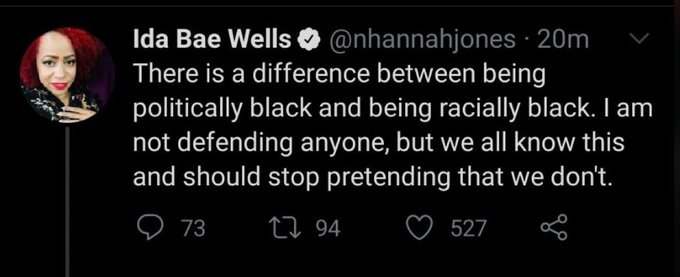 Ida Bae Wells @nhannahjones · 20m
There is a difference between being
politically black and being racially black. I am
not defending anyone, but we all know this
and should stop pretending that we don't.
73 94 527